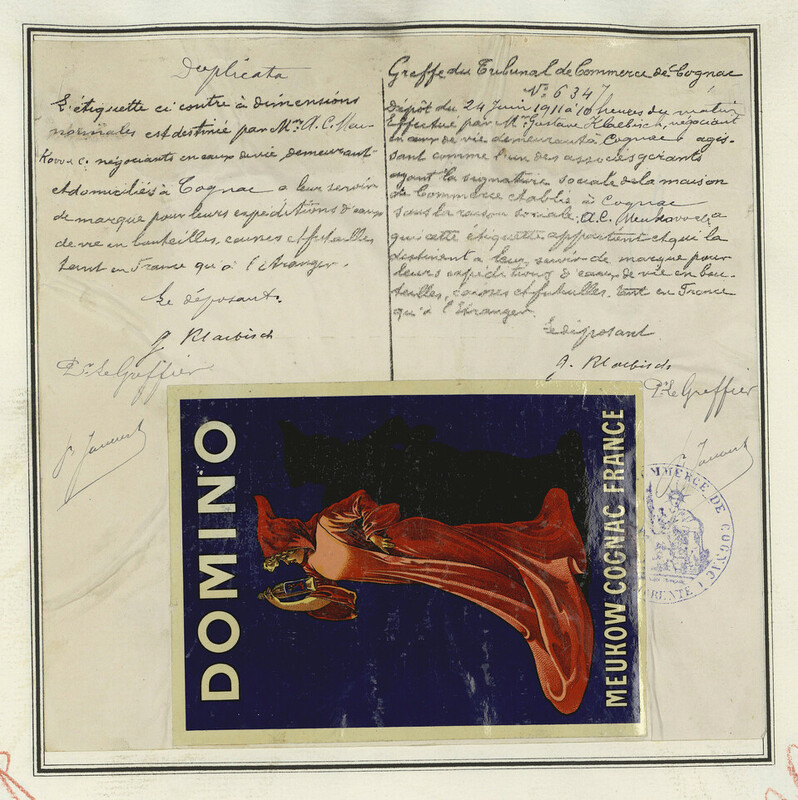 Duplicata
L'étiquette ci contre à dimensions
normales est destinée par Mrs A. C. Meu-
Kow & C. négociants en eaux de vie, demeurant
et domiciliés à Cognac a leur servir
de marque pour leurs expéditions d'eaux
de vie en bouteilles, caisses et futailles
tant en France qu'à l'étranger.
Le déposant.
G. Klaebisch
Pr. Le Greffier
Greffe du Tribunal de Commerce de Cognac
No 6347
Dépôt du 24 Juin 1911 à 10 heures du matin
Effectué par Mr Gustave Klaebisch, négociant
en eaux de vie demeurant à Cognac, agis-
sant comme l'un des associés gérants
ayant la signature sociale de la maison
de Commerce établie à Cognac
sous la raison sociale A. C. Meukow & C. a
qui cette étiquette appartient et qui la
destinent a leur servir de marque pour
leurs expéditions d'eaux de vie en bou-
teilles, caisses et futailles. tant en France
qu'à l'Etranger.
Le déposant
G. Klaebisch
Pr. Le Greffier
DOMINO
MEUKOW COGNAC FRANCE
COMMERCE DE COGNAC